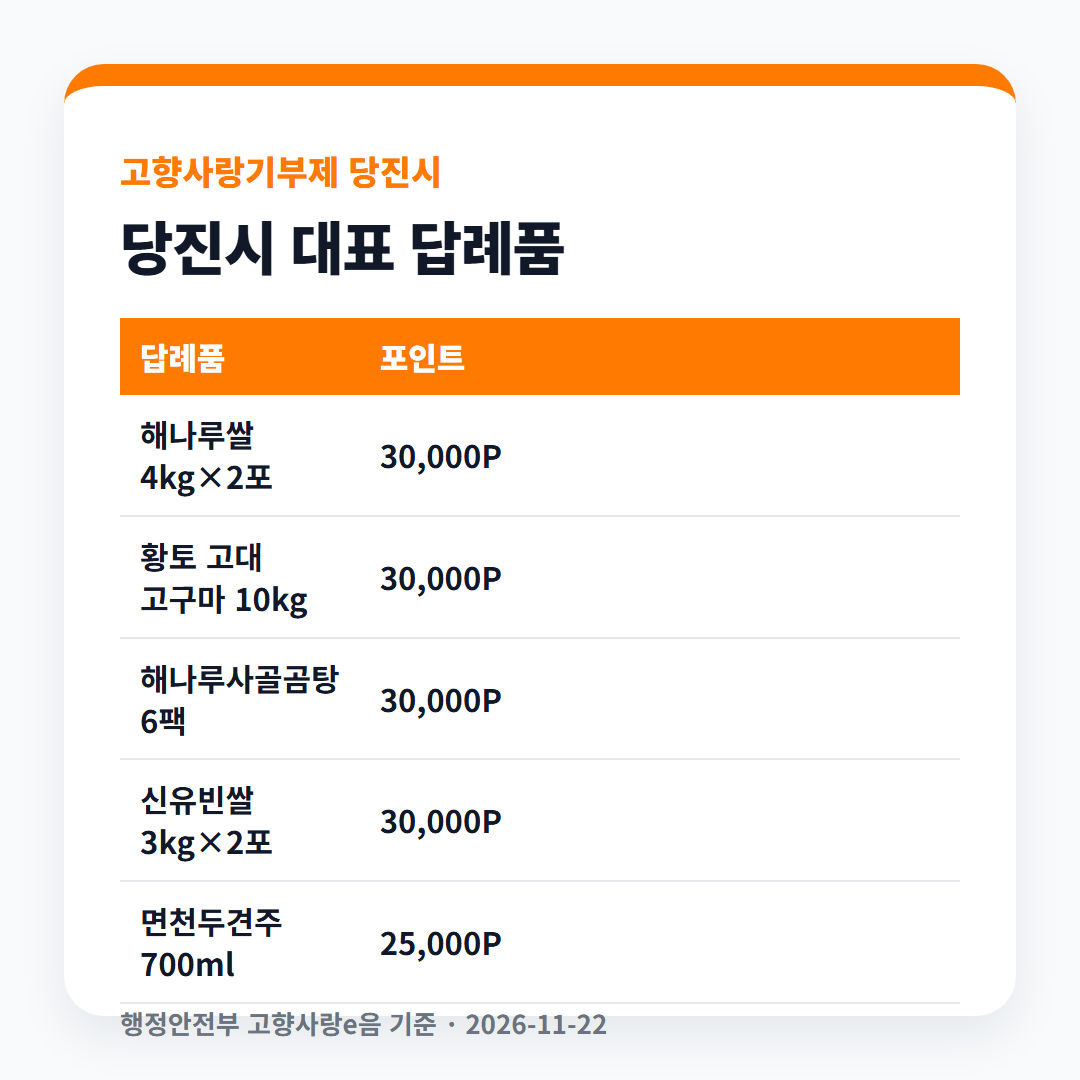 고향사랑기부제 당진시
당진시 대표 답례품
답례품 포인트
해나루쌀
4kg×2포
30,000P
황토 고대
고구마 10kg
30,000P
해나루사골곰탕
6팩
30,000P
신유빈쌀
3kg×2포
30,000P
면천두견주
700ml
25,000P
행정안전부 고향사랑e음 기준 · 2026-11-22